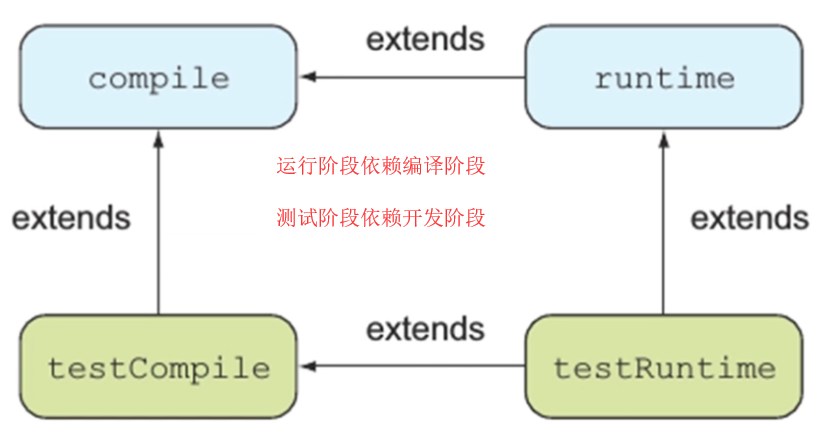 extends
compile
runtime
运行阶段依赖编译阶段
测试阶段依赖开发阶段
extends
extends
extends
testCompile
testRuntime